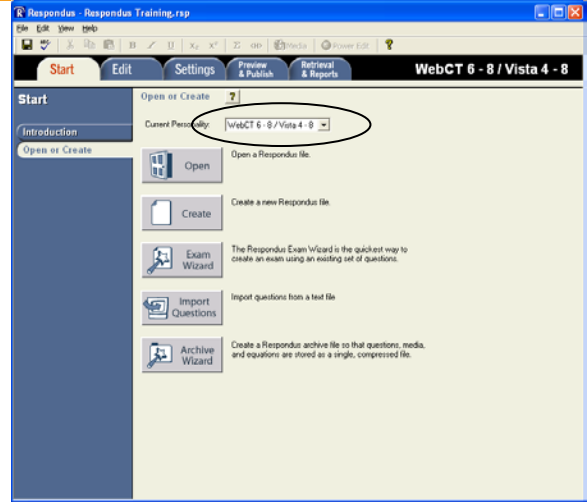 Respondus - Respondus Training.rsp
File Edit View Help
B I U X₂ X² Σ Media Power Edit ?
Start Edit Settings Preview & Publish Retrieval & Reports WebCT 6 - 8 / Vista 4 - 8
Start
Introduction
Open or Create
Open or Create ?
Current Personality: WebCT 6 - 8 / Vista 4 - 8
Open
Open a Respondus file.
Create
Create a new Respondus file.
Exam Wizard
The Respondus Exam Wizard is the quickest way to
create an exam using an existing set of questions.
Import Questions
Import questions from a text file
Archive Wizard
Create a Respondus archive file so that questions, media,
and equations are stored as a single, compressed file.